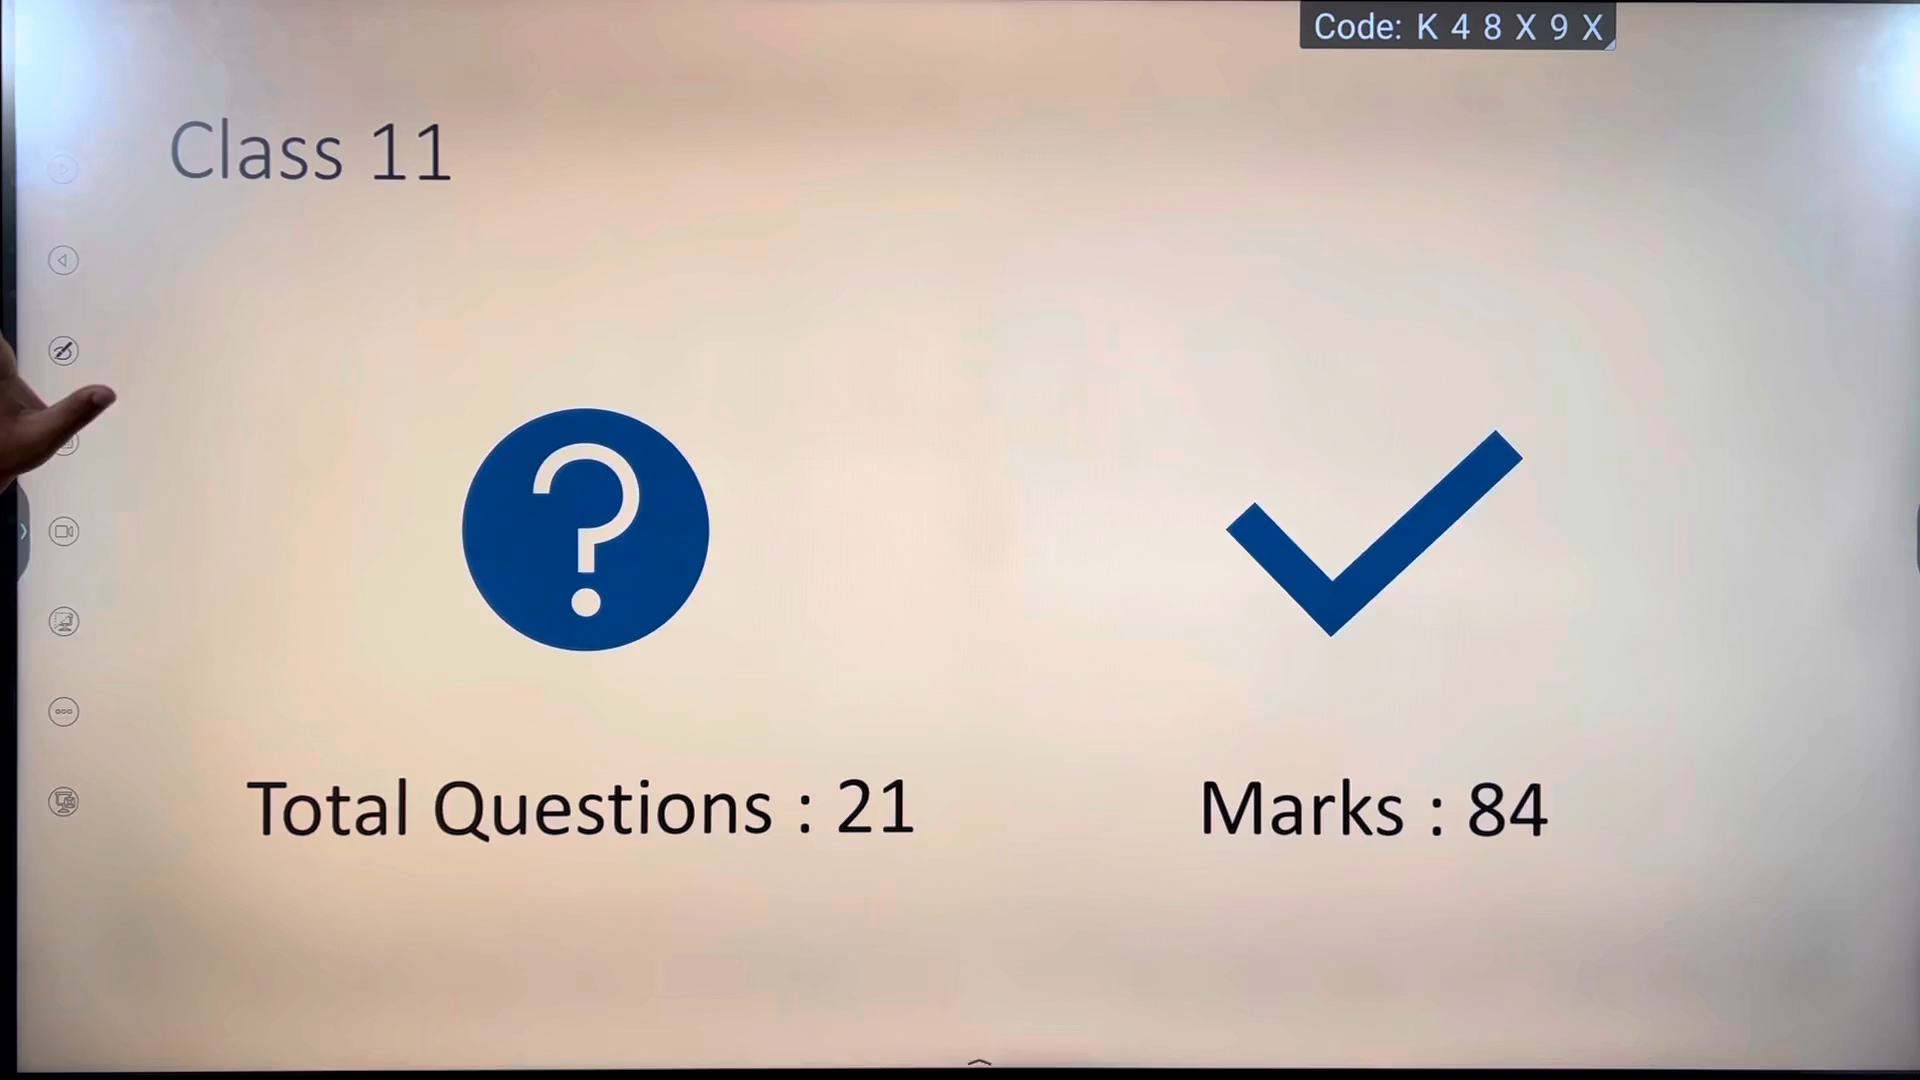 Code: K 4 8 X 9 X
Class 11
Total Questions : 21
Marks : 84